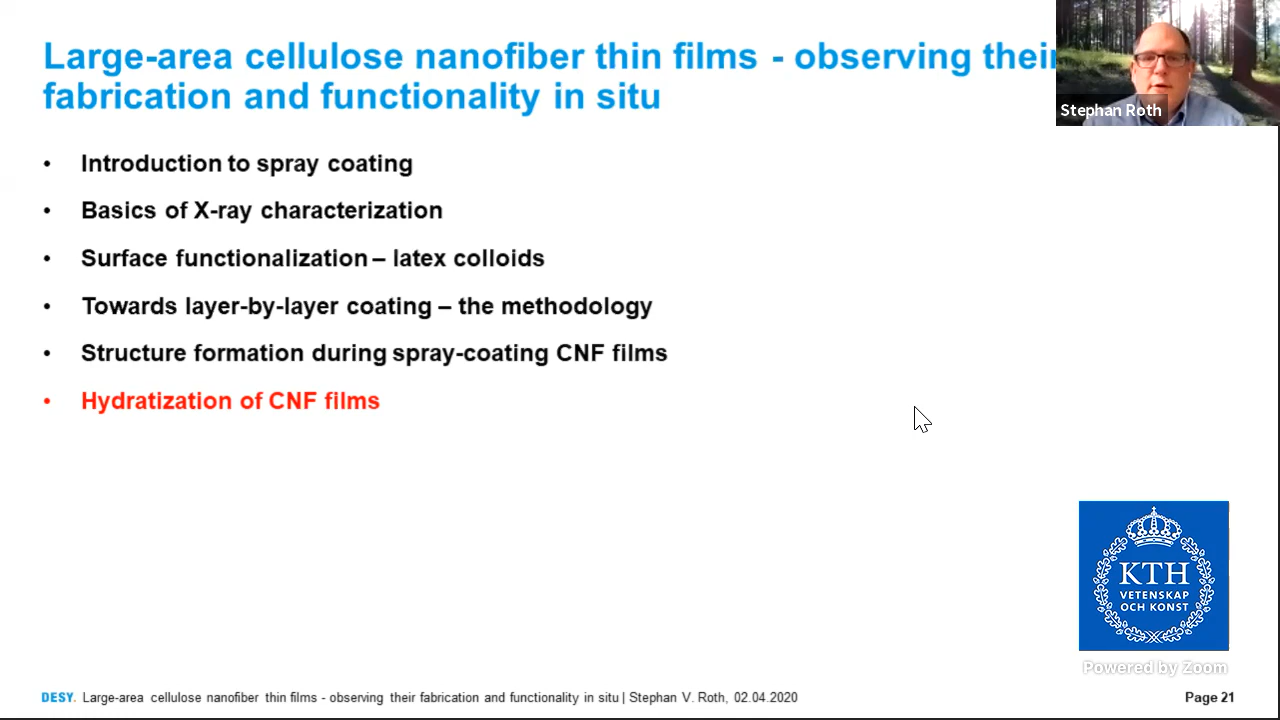 Large-area cellulose nanofiber thin films - observing their
fabrication and functionality in situ
Stephan Roth
• Introduction to spray coating
• Basics of X-ray characterization
• Surface functionalization – latex colloids
• Towards layer-by-layer coating – the methodology
• Structure formation during spray-coating CNF films
• Hydratization of CNF films
KTH
VETENSKAP
OCH KONST
Powered by Zoom
DESY. Large-area cellulose nanofiber thin films - observing their fabrication and functionality in situ | Stephan V. Roth, 02.04.2020
Page 21